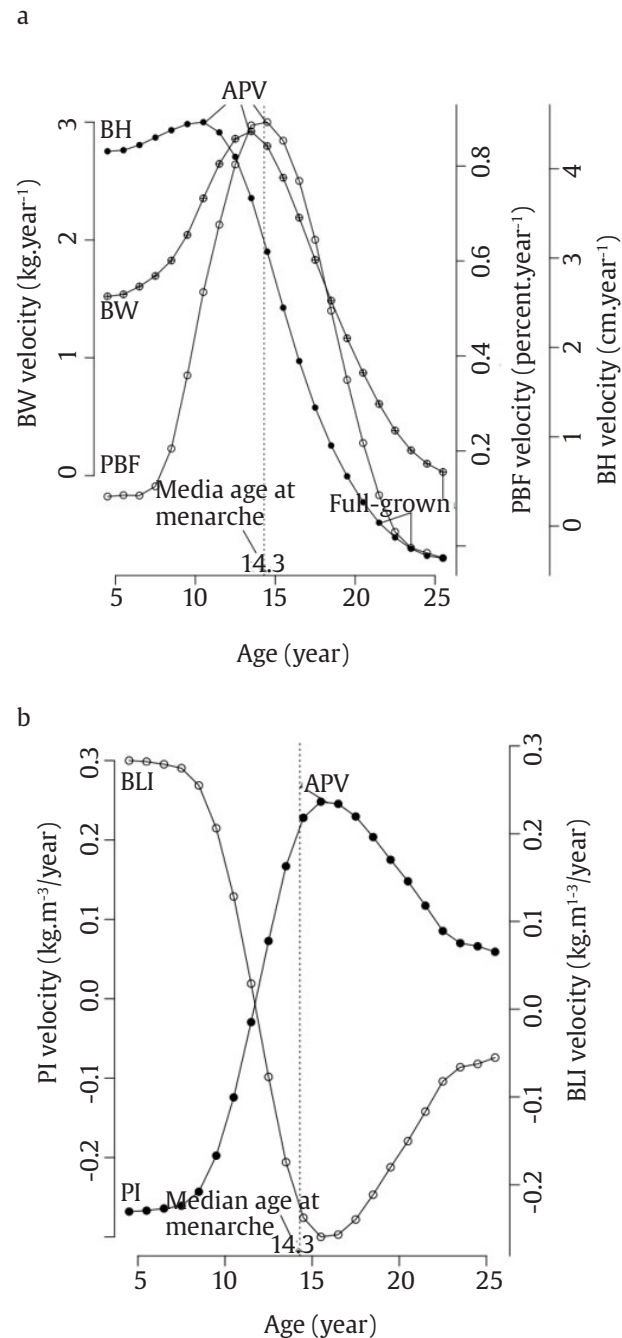 a
APV
BH
BW
PBF
Media age at
menarche
14.3
Full-grown
3
2
1
0
BW velocity (kg.year⁻¹)
0.8
0.6
0.4
0.2
PBF velocity (percent.year⁻¹)
4
3
2
1
0
BH velocity (cm.year⁻¹)
5
10
15
20
25
Age (year)
b
BLI
APV
PI
Median age at
menarche
14.3
0.3
0.2
0.1
0.0
-0.1
-0.2
PI velocity (kg.m⁻³/year)
0.3
0.2
0.1
0.0
-0.1
-0.2
BLI velocity (kg.m¹⁻³/year)
5
10
15
20
25
Age (year)